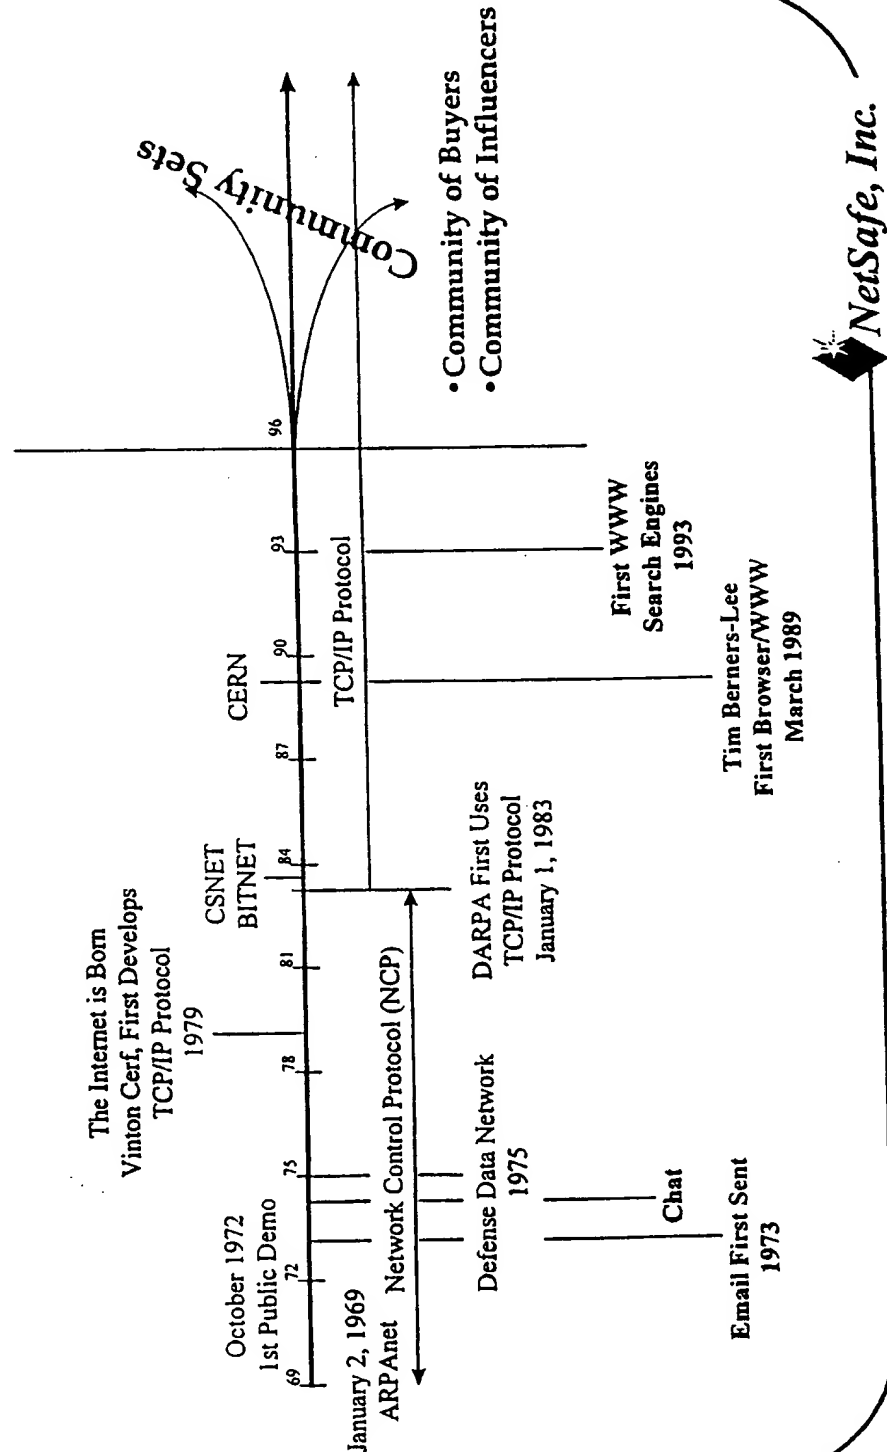 The Internet is Born
Vinton Cerf, First Develops
TCP/IP Protocol
1979
October 1972
1st Public Demo
CSNET
BITNET
CERN
Community Sets
69
72
75
78
81
84
87
90
93
96
January 2, 1969
ARPAnet
Network Control Protocol (NCP)
TCP/IP Protocol
Defense Data Network
1975
DARPA First Uses
TCP/IP Protocol
January 1, 1983
•Community of Buyers
•Community of Influencers
Chat
Email First Sent
1973
First WWW
Search Engines
1993
Tim Berners-Lee
First Browser/WWW
March 1989
NetSafe, Inc.